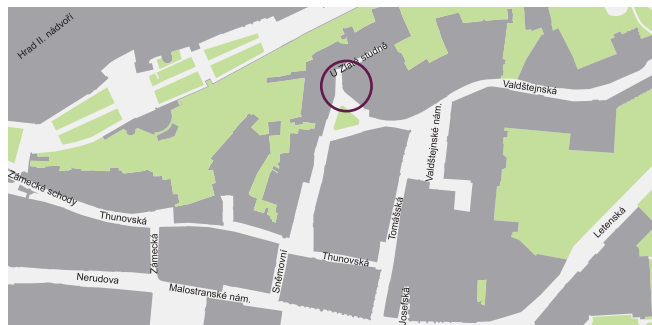 Hrad II. nádvoří
U Zlaté studně
Valdštejnská
Valdštejnské nám.
Zámecké schody
Thunovská
Tomášská
Letenská
Zámecká
Sněmovní
Thunovská
Nerudova
Malostranské nám.
Josefská